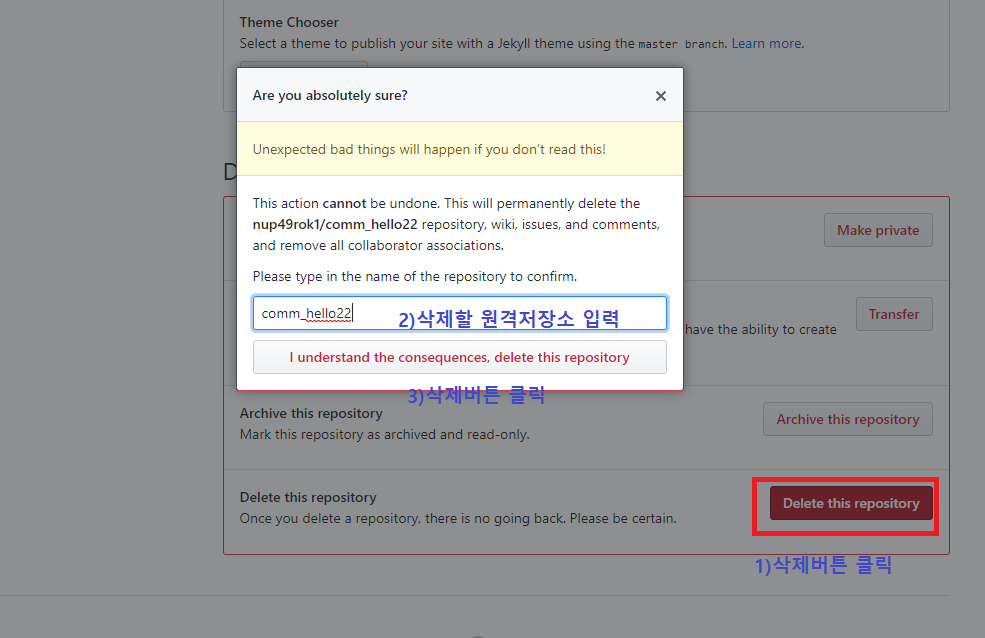 Theme Chooser
Select a theme to publish your site with a Jekyll theme using the master branch. Learn more.
Are you absolutely sure?
Unexpected bad things will happen if you don't read this!
D
This action cannot be undone. This will permanently delete the
nup49rok1/comm_hello22 repository, wiki, issues, and comments,
and remove all collaborator associations.
Make private
Please type in the name of the repository to confirm.
comm_hello22
2)삭제할 원격저장소 입력
Transfer
have the ability to create
I understand the consequences, delete this repository
3)삭제버튼 클릭
Archive this repository
Mark this repository as archived and read-only.
Archive this repository
Delete this repository
Once you delete a repository, there is no going back. Please be certain.
Delete this repository
1)삭제버튼 클릭